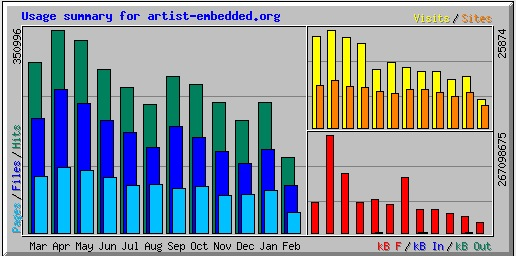 Usage summary for artist-embedded.org
Visits / Sites
350996
25874
267098675
Pages / Files / Hits
Mar Apr May Jun Jul Aug Sep Oct Nov Dec Jan Feb
kB F / kB In / kB Out